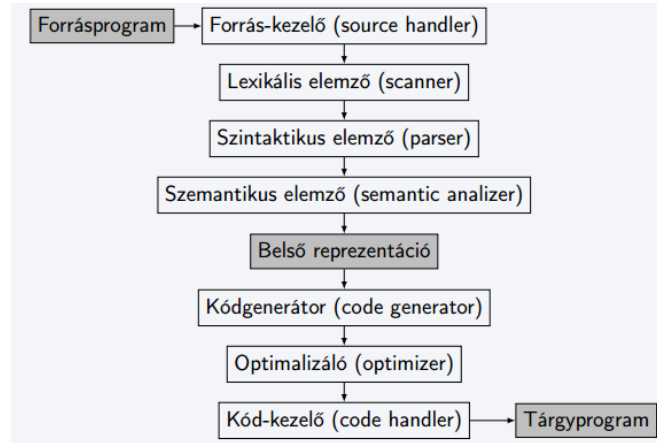 Forrásprogram
Forrás-kezelő (source handler)
Lexikális elemző (scanner)
Szintaktikus elemző (parser)
Szemantikus elemző (semantic analizer)
Belső reprezentáció
Kódgenerátor (code generator)
Optimalizáló (optimizer)
Kód-kezelő (code handler)
Tárgyprogram